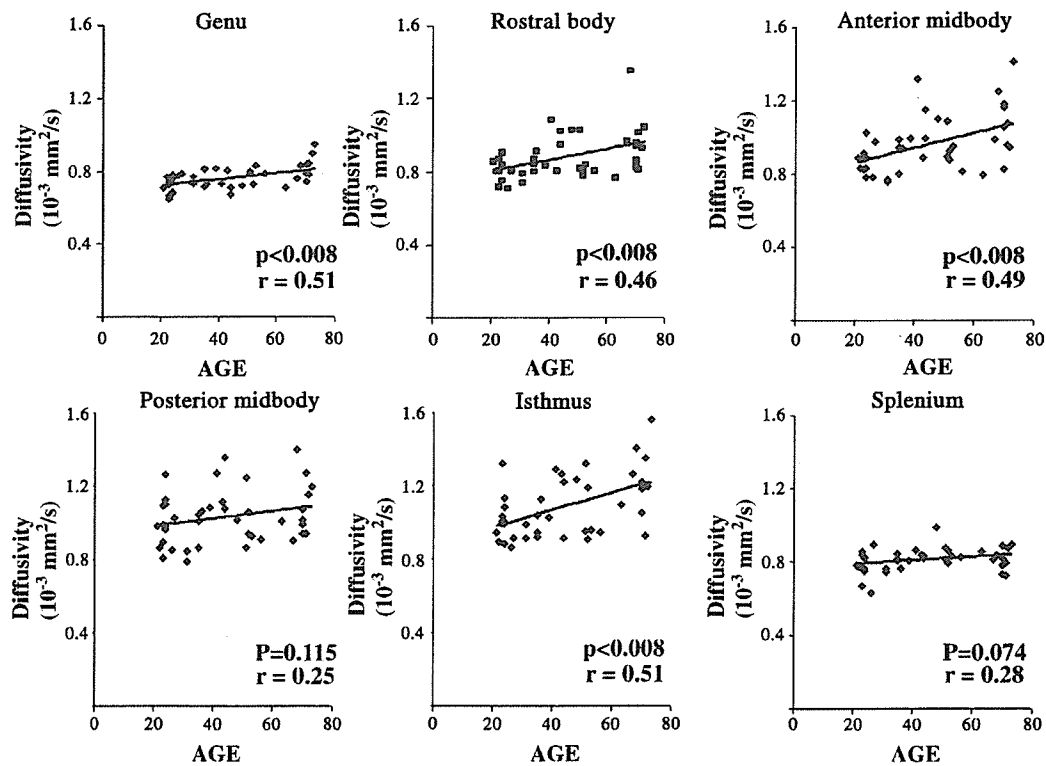 Genu
Rostral body
Anterior midbody
1.6
1.2
0.8
0.4
Diffusivity
(10⁻³ mm²/s)
p<0.008
r = 0.51
0 20 40 60 80
AGE
1.6
1.2
0.8
0.4
Diffusivity
(10⁻³ mm²/s)
p<0.008
r = 0.46
0 20 40 60 80
AGE
1.6
1.2
0.8
0.4
Diffusivity
(10⁻³ mm²/s)
p<0.008
r = 0.49
0 20 40 60 80
AGE
Posterior midbody
Isthmus
Splenium
1.6
1.2
0.8
0.4
Diffusivity
(10⁻³ mm²/s)
P=0.115
r = 0.25
0 20 40 60 80
AGE
1.6
1.2
0.8
0.4
Diffusivity
(10⁻³ mm²/s)
p<0.008
r = 0.51
0 20 40 60 80
AGE
1.6
1.2
0.8
0.4
Diffusivity
(10⁻³ mm²/s)
P=0.074
r = 0.28
0 20 40 60 80
AGE